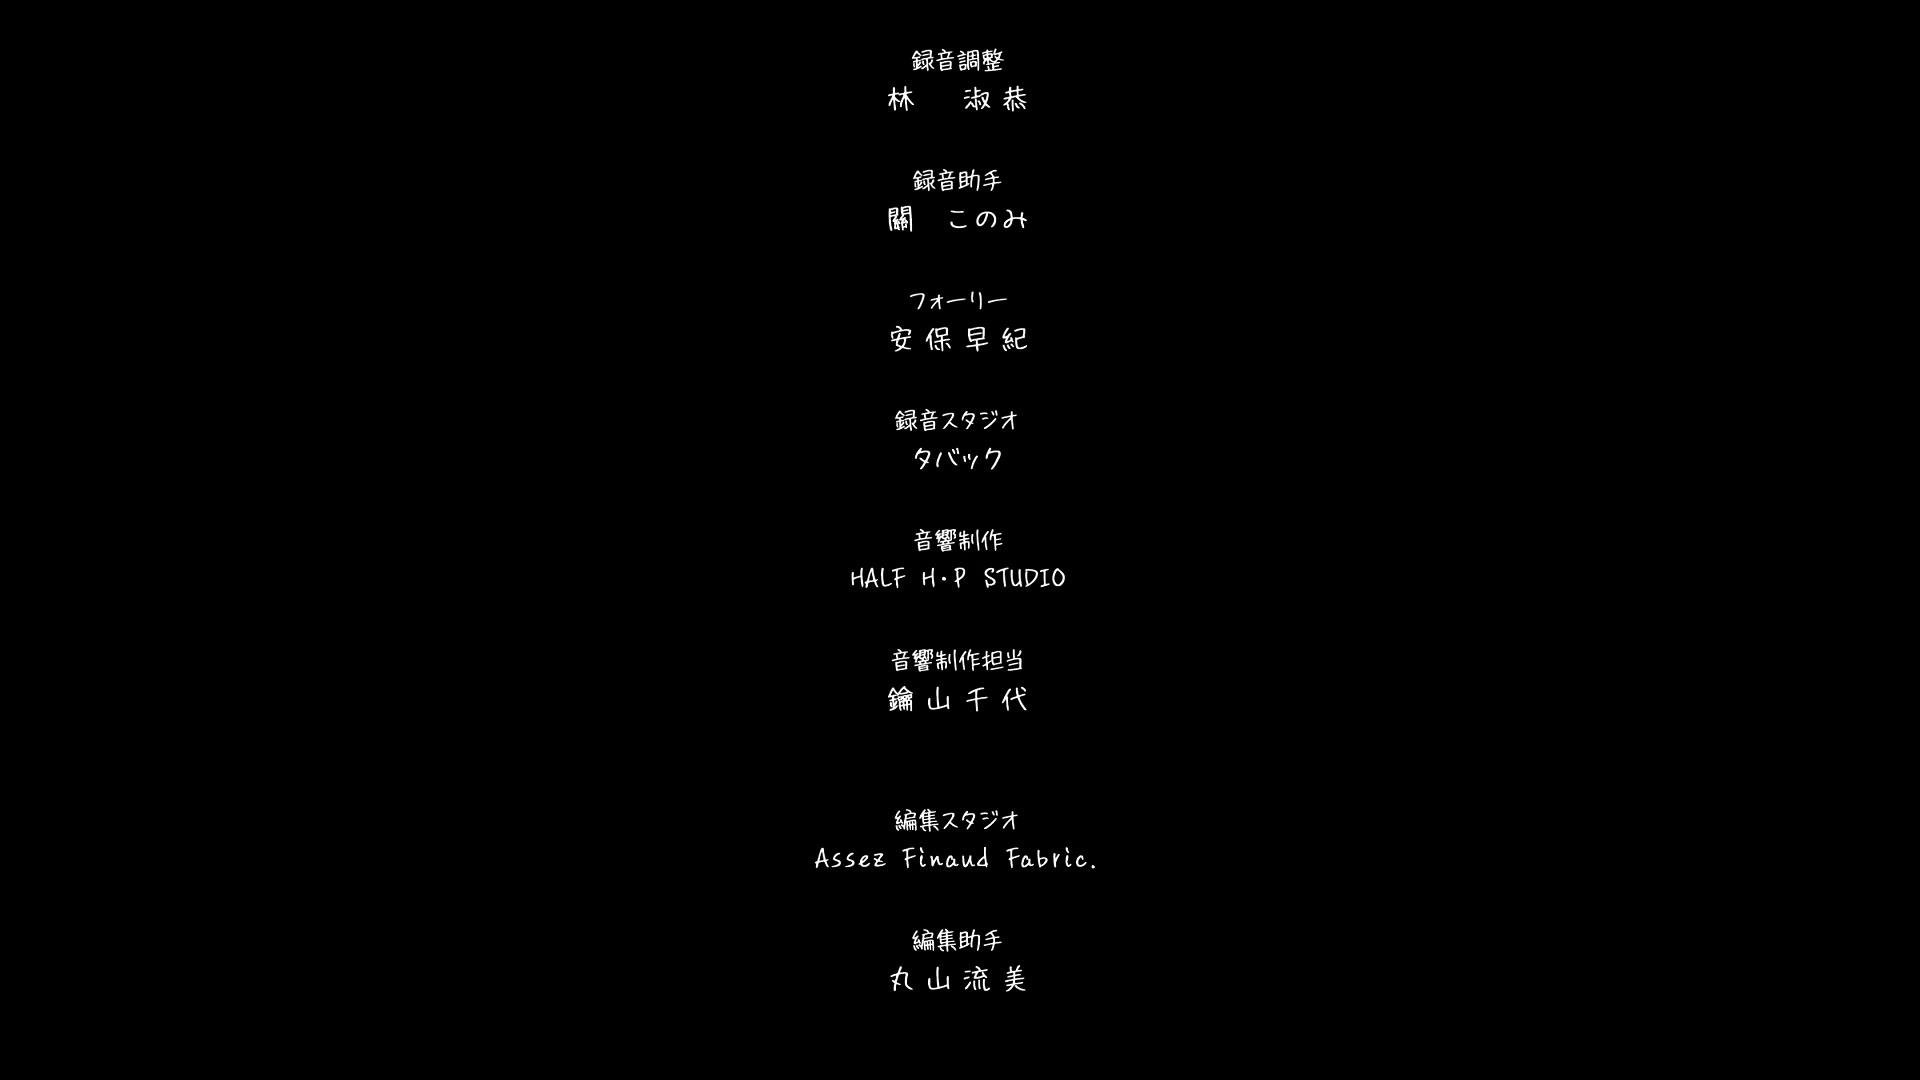 録音調整
林　淑恭
録音助手
關　このみ
フォーリー
安保早紀
録音スタジオ
タバック
音響制作
HALF H・P STUDIO
音響制作担当
鑰山千代
編集スタジオ
Assez Finaud Fabric.
編集助手
丸山流美